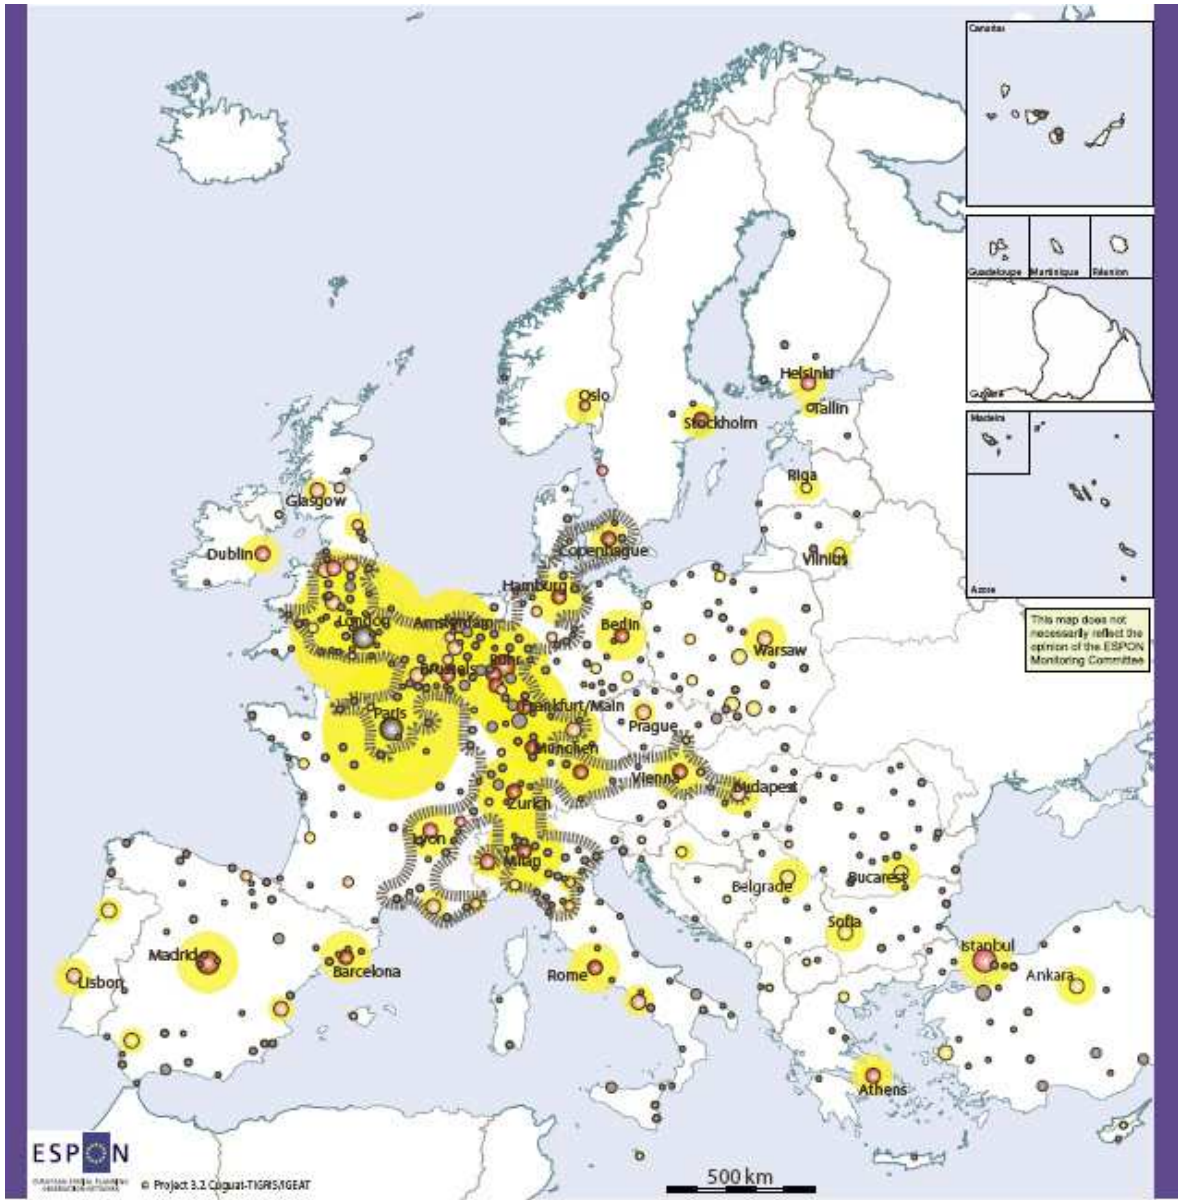 Canarias
Guadeloupe
Martinique
Réunion
Guyane
Madeira
Azore
This map does not
necessarily reflect the
opinion of the ESPON
Monitoring Committee
Helsinki
Oslo
Tallin
Stockholm
Riga
Glasgow
Copenhague
Dublin
Vilnius
Hamburg
London
Amsterdam
Berlin
Warsaw
Ruhr
Brussels
Frankfurt/Main
Paris
Prague
München
Vienna
Budapest
Zurich
Lyon
Milan
Belgrade
Bucarest
Sofia
Istanbul
Madrid
Barcelona
Rome
Ankara
Lisbon
Athens
ESPON
© Project 3.2 Cuguat-TIGRIS/IGEAT
500 km